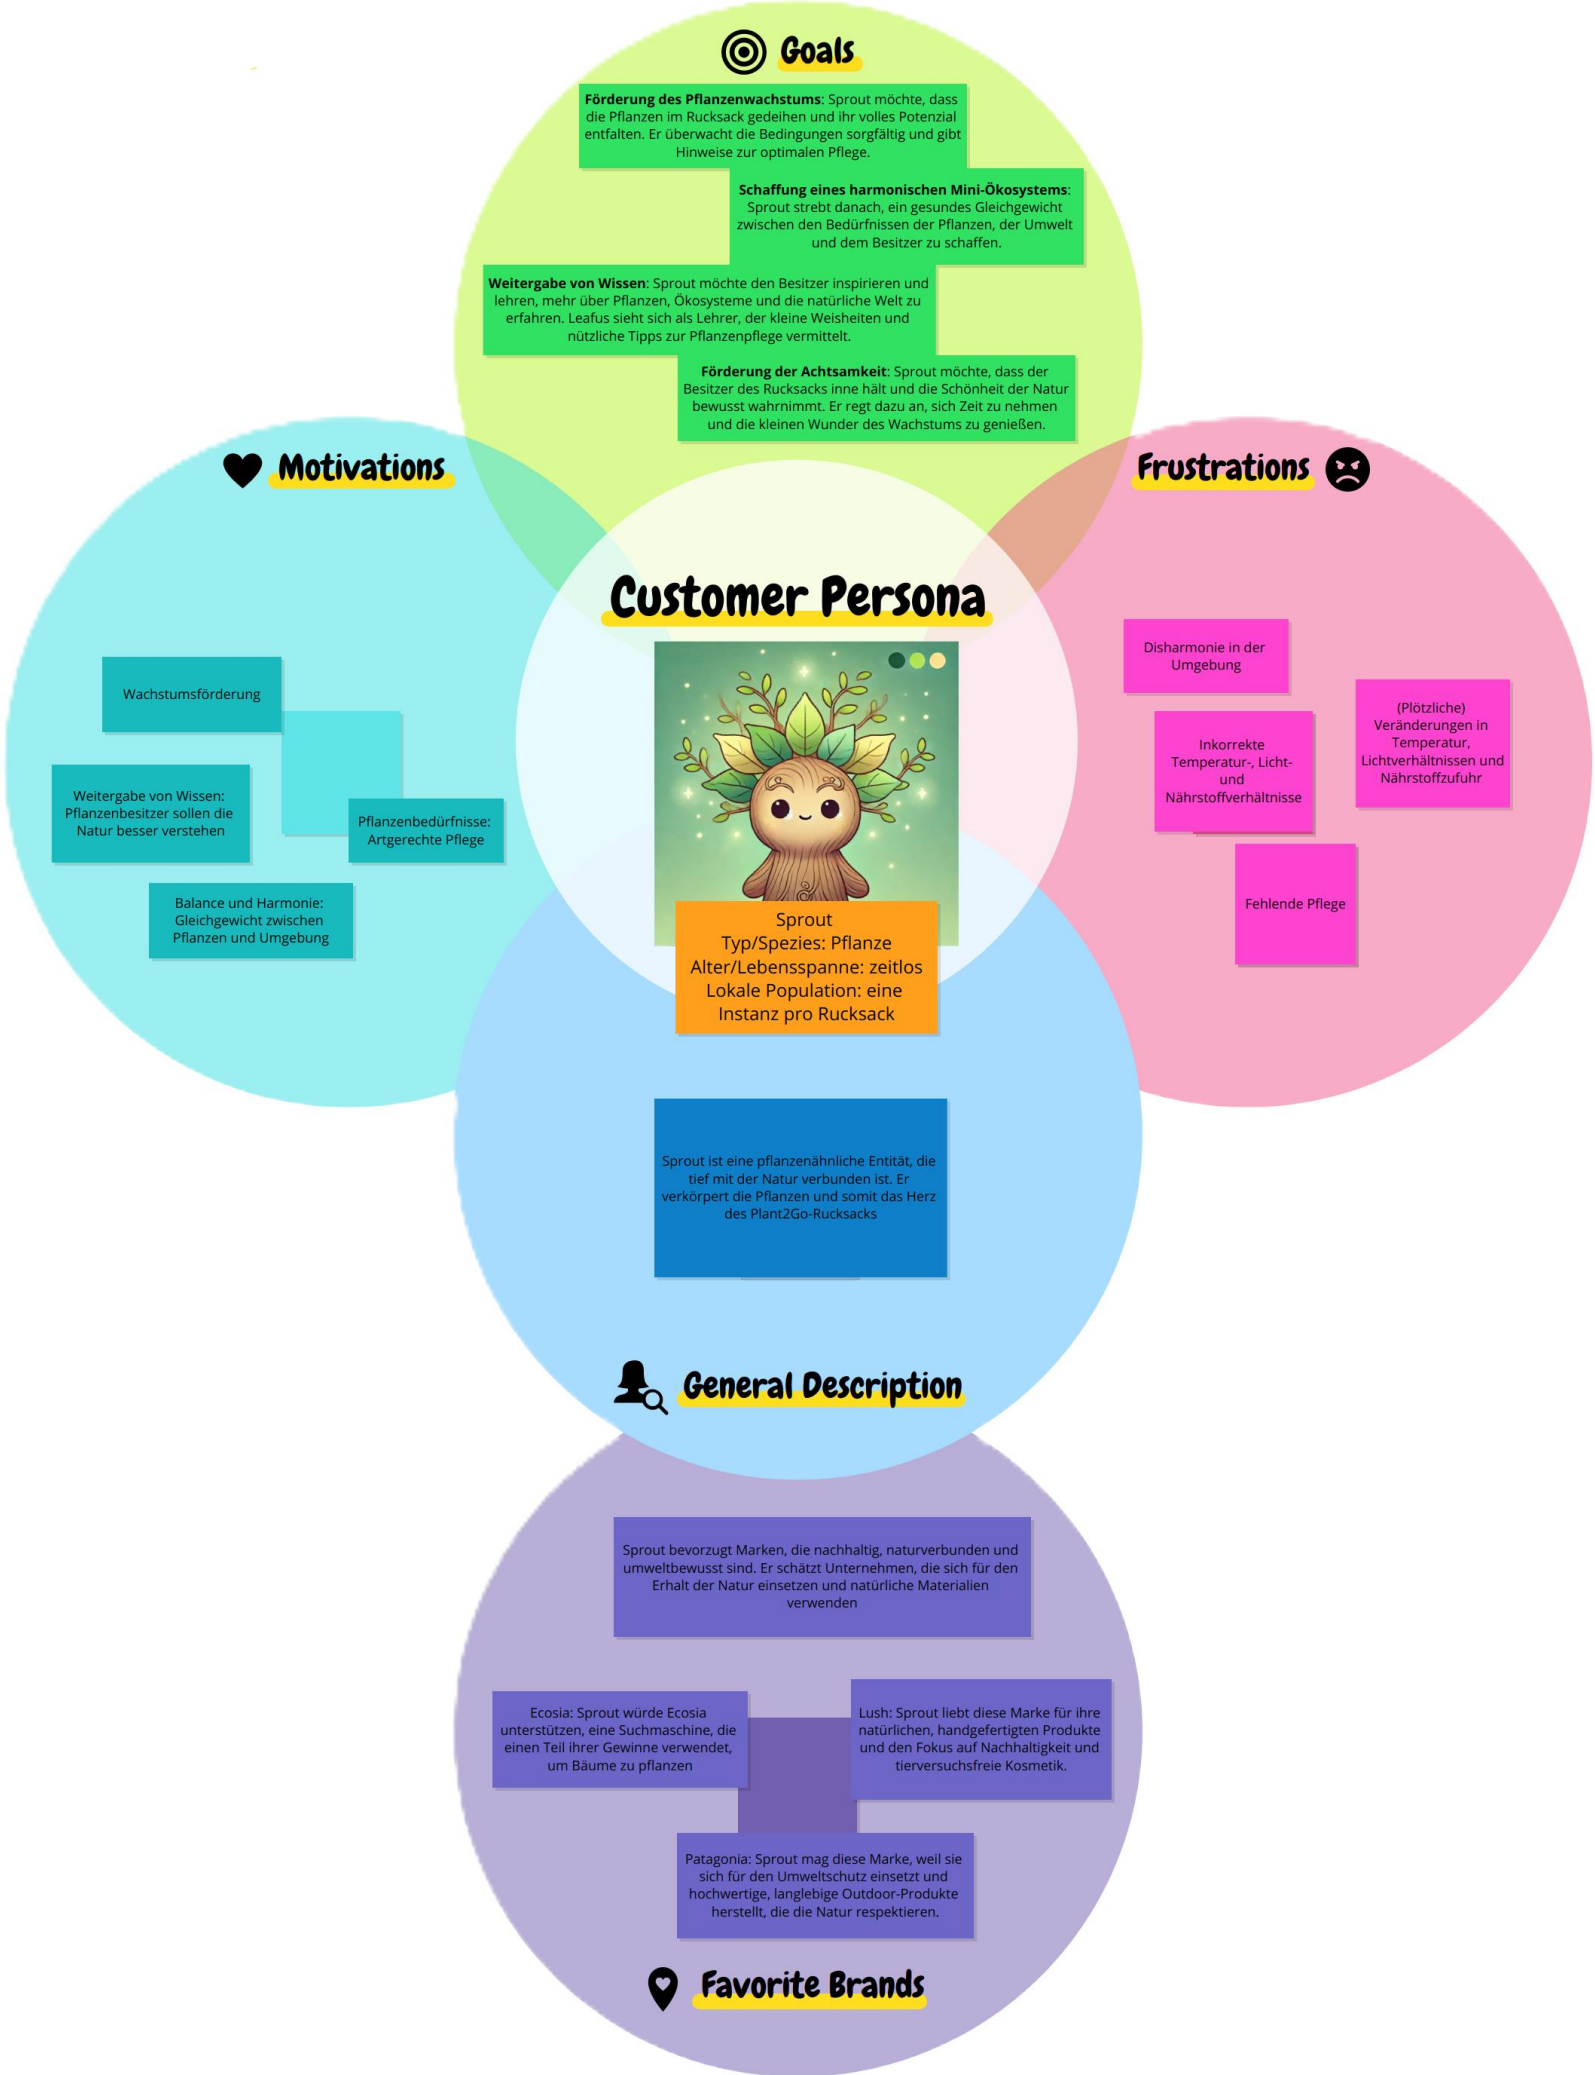 Goals
Förderung des Pflanzenwachstums: Sprout möchte, dass
die Pflanzen im Rucksack gedeihen und ihr volles Potenzial
entfalten. Er überwacht die Bedingungen sorgfältig und gibt
Hinweise zur optimalen Pflege.
Schaffung eines harmonischen Mini-Ökosystems:
Sprout strebt danach, ein gesundes Gleichgewicht
zwischen den Bedürfnissen der Pflanzen, der Umwelt
und dem Besitzer zu schaffen.
Weitergabe von Wissen: Sprout möchte den Besitzer inspirieren und
lehren, mehr über Pflanzen, Ökosysteme und die natürliche Welt zu
erfahren. Leafus sieht sich als Lehrer, der kleine Weisheiten und
nützliche Tipps zur Pflanzenpflege vermittelt.
Förderung der Achtsamkeit: Sprout möchte, dass der
Besitzer des Rucksacks inne hält und die Schönheit der Natur
bewusst wahrnimmt. Er regt dazu an, sich Zeit zu nehmen
und die kleinen Wunder des Wachstums zu genießen.
Motivations
Wachstumsförderung
Weitergabe von Wissen:
Pflanzenbesitzer sollen die
Natur besser verstehen
Pflanzenbedürfnisse:
Artgerechte Pflege
Balance und Harmonie:
Gleichgewicht zwischen
Pflanzen und Umgebung
Customer Persona
Sprout
Typ/Spezies: Pflanze
Alter/Lebensspanne: zeitlos
Lokale Population: eine
Instanz pro Rucksack
Frustrations
Disharmonie in der
Umgebung
(Plötzliche)
Veränderungen in
Temperatur,
Lichtverhältnissen und
Nährstoffzufuhr
Inkorrekte
Temperatur-, Licht-
und
Nährstoffverhältnisse
Fehlende Pflege
Sprout ist eine pflanzenähnliche Entität, die
tief mit der Natur verbunden ist. Er
verkörpert die Pflanzen und somit das Herz
des Plant2Go-Rucksacks
General Description
Sprout bevorzugt Marken, die nachhaltig, naturverbunden und
umweltbewusst sind. Er schätzt Unternehmen, die sich für den
Erhalt der Natur einsetzen und natürliche Materialien
verwenden
Ecosia: Sprout würde Ecosia
unterstützen, eine Suchmaschine, die
einen Teil ihrer Gewinne verwendet,
um Bäume zu pflanzen
Lush: Sprout liebt diese Marke für ihre
natürlichen, handgefertigten Produkte
und den Fokus auf Nachhaltigkeit und
tierversuchsfreie Kosmetik.
Patagonia: Sprout mag diese Marke, weil sie
sich für den Umweltschutz einsetzt und
hochwertige, langlebige Outdoor-Produkte
herstellt, die die Natur respektieren.
Favorite Brands